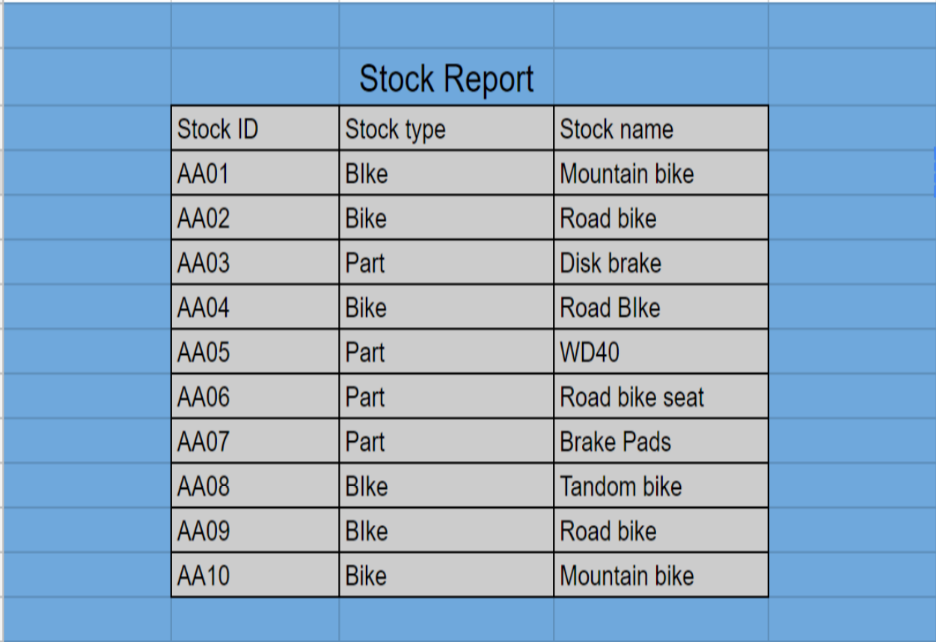 Stock Report
Stock ID Stock type Stock name
AA01 BIke Mountain bike
AA02 Bike Road bike
AA03 Part Disk brake
AA04 Bike Road BIke
AA05 Part WD40
AA06 Part Road bike seat
AA07 Part Brake Pads
AA08 BIke Tandom bike
AA09 BIke Road bike
AA10 Bike Mountain bike